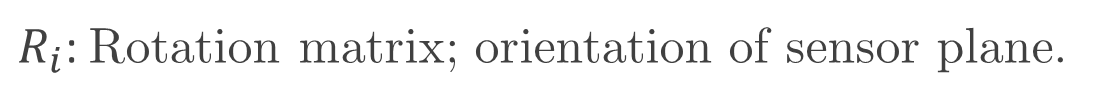 R_i: Rotation matrix; orientation of sensor plane.